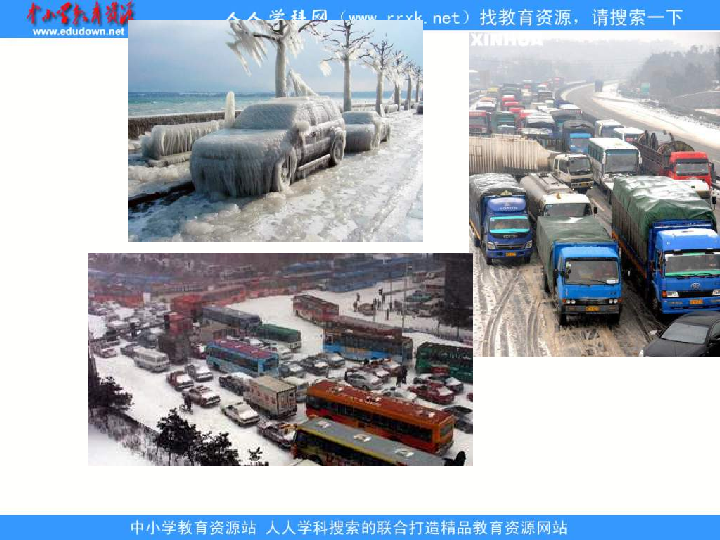 中小学教育资源
www.edudown.net
人人学科网（www.rrxk.net）找教育资源，请搜索一下
XINHUA
中小学教育资源站 人人学科搜索的联合打造精品教育资源网站